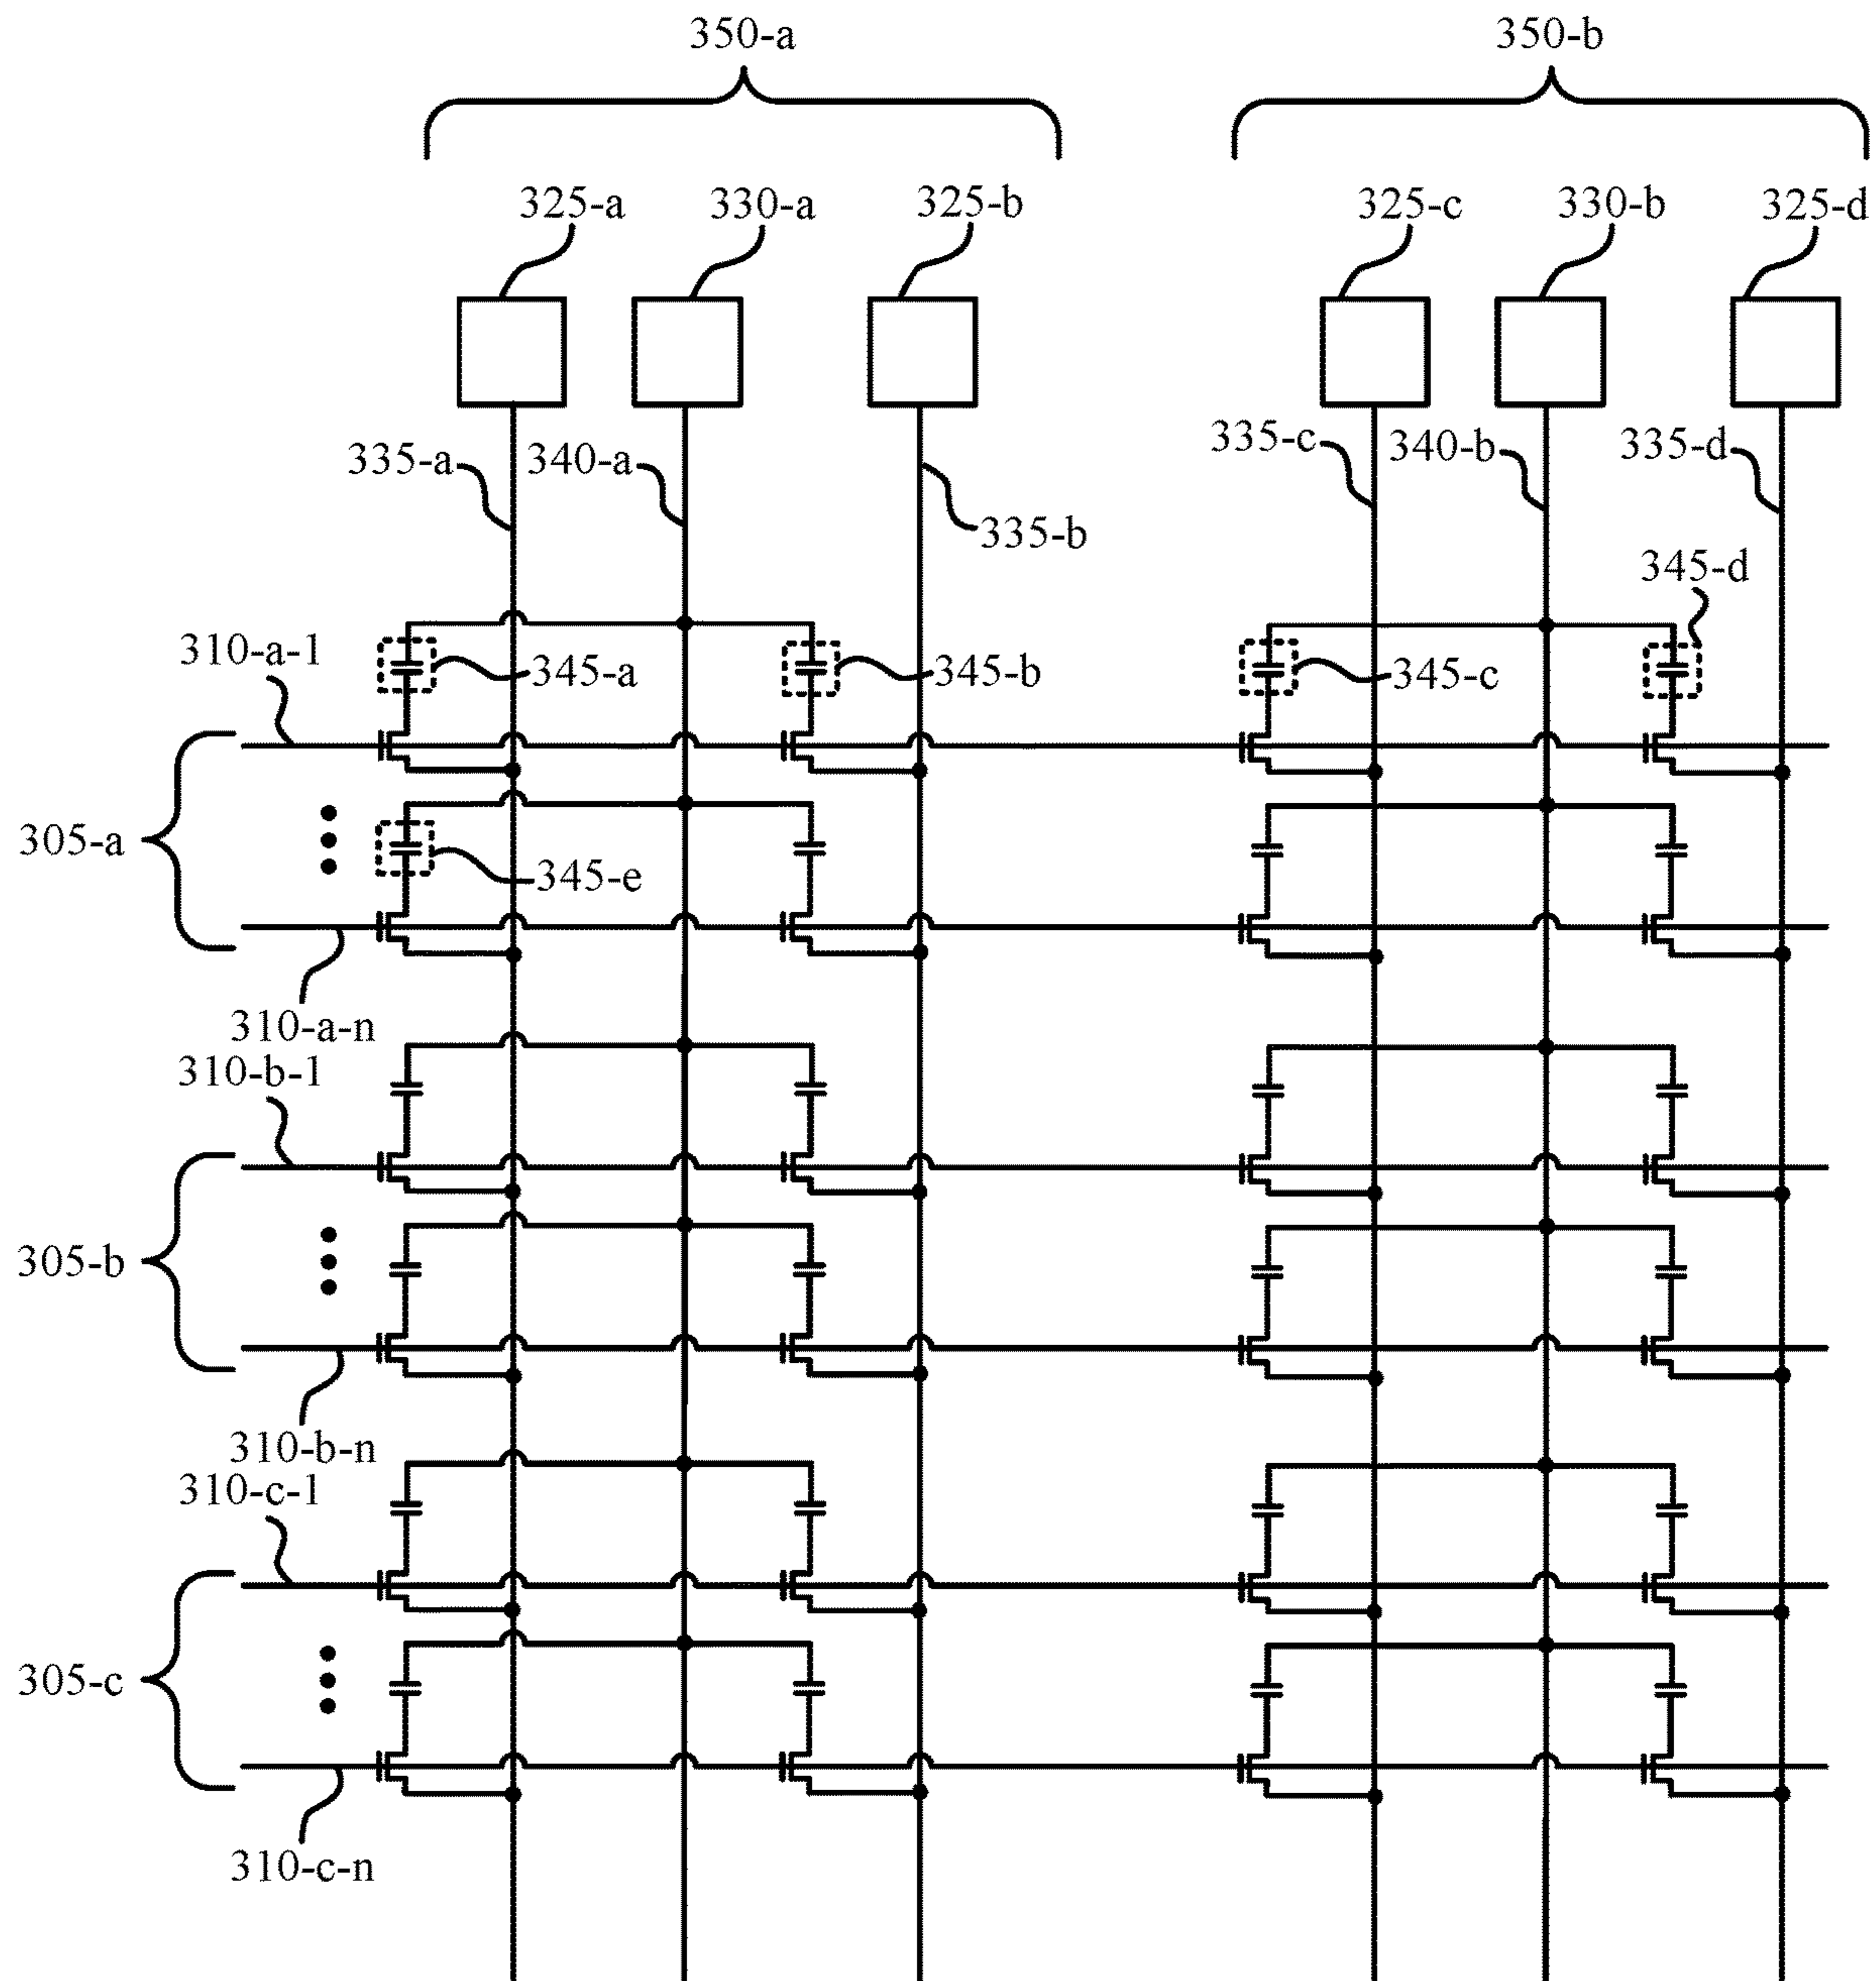 350-a 350-b
325-a 330-a 325-b 325-c 330-b 325-d
335-a 340-a 335-c 340-b 335-d
335-b
345-d
310-a-1 345-a 345-b 345-c
305-a
345-e
310-a-n
310-b-1
305-b
310-b-n
310-c-1
305-c
310-c-n